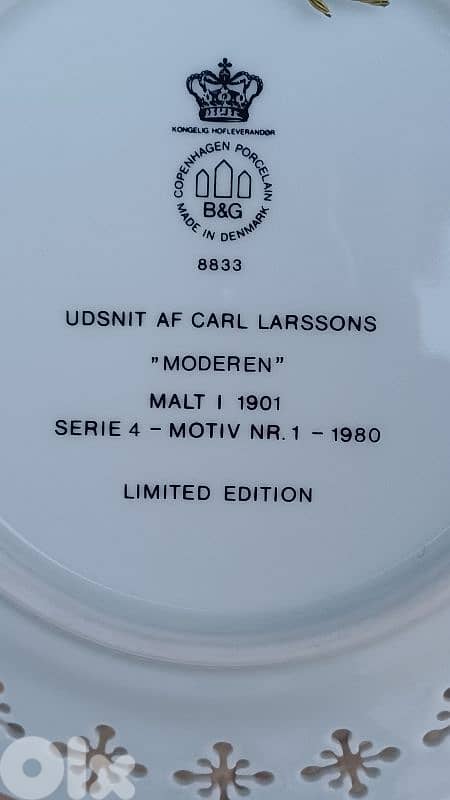 KONGELIG HOFLEVERANDØR
COPENHAGEN PORCELAIN
B&G
MADE IN DENMARK
8833
UDSNIT AF CARL LARSSONS
"MODEREN"
MALT I 1901
SERIE 4 - MOTIV NR. 1 - 1980
LIMITED EDITION
olx